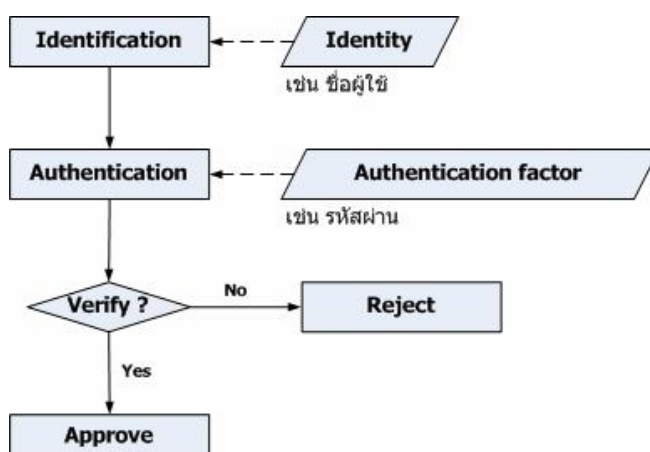 Identification
Identity
เช่น ชื่อผู้ใช้
Authentication
Authentication factor
เช่น รหัสผ่าน
Verify ?
No
Reject
Yes
Approve